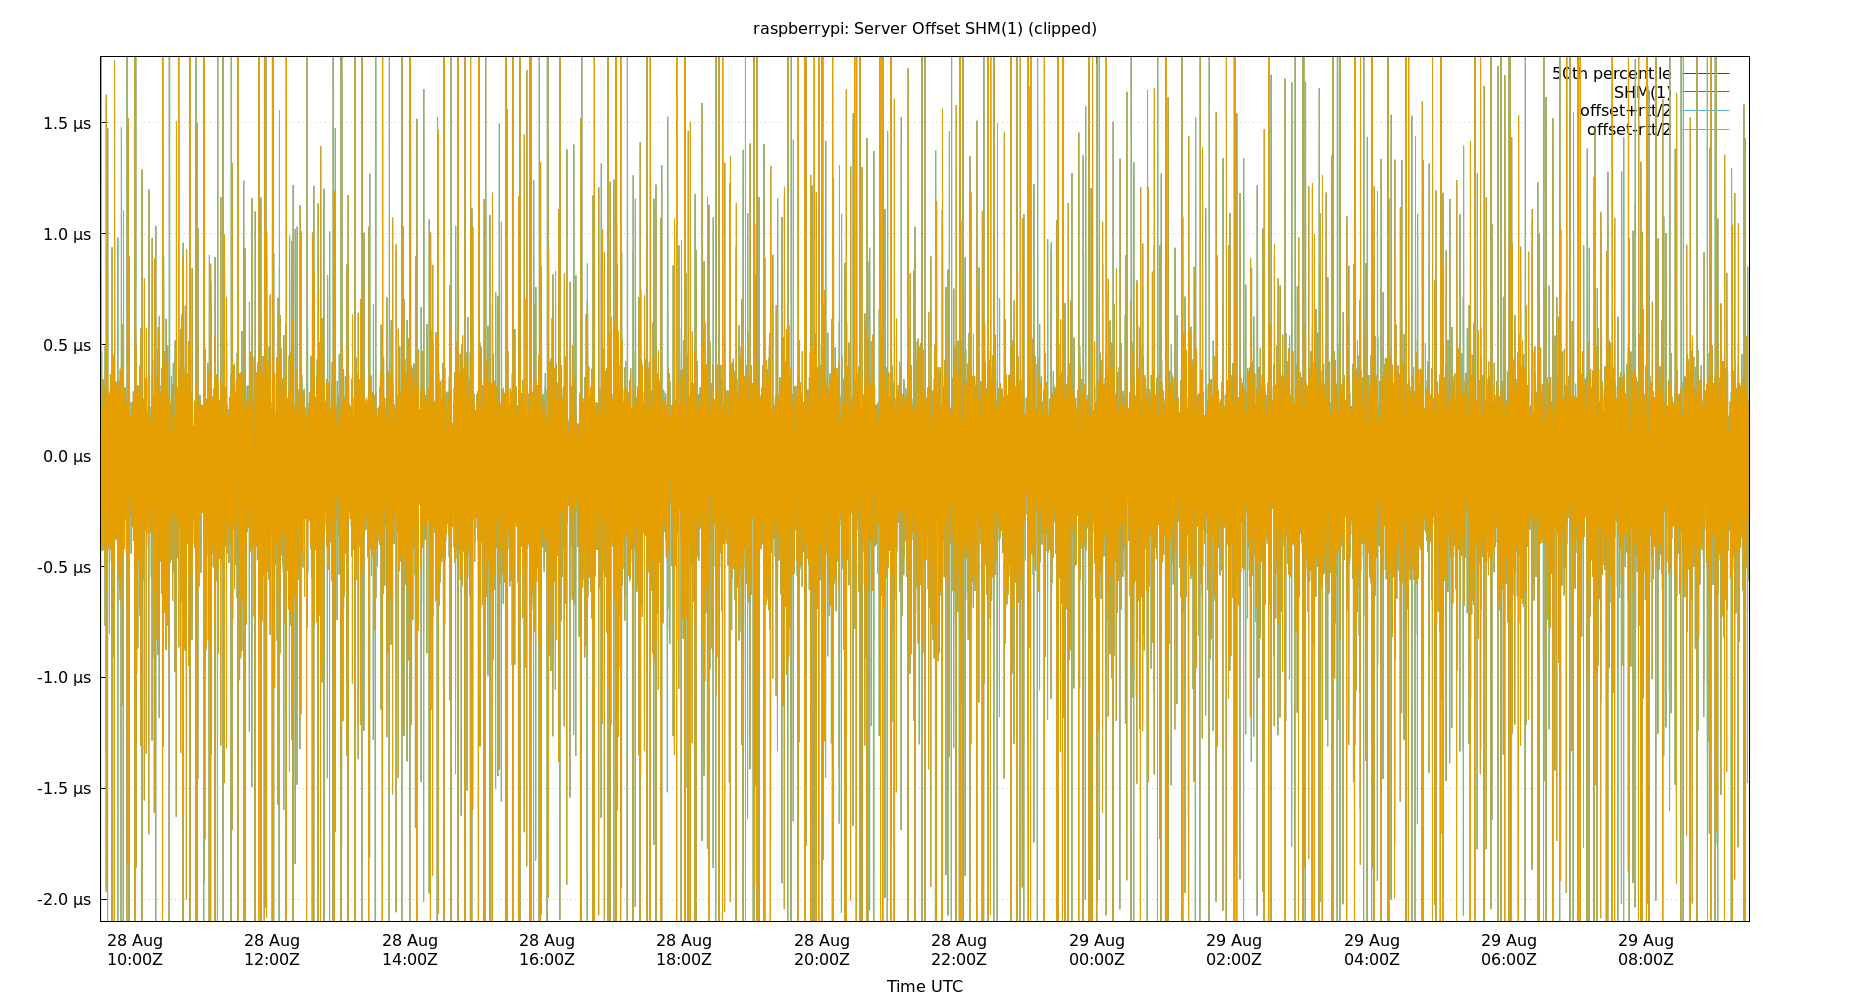 raspberrypi: Server Offset SHM(1) (clipped)
50th percentile
SHM(1)
offset+rtt/2
offset-rtt/2
1.5 µs
1.0 µs
0.5 µs
0.0 µs
-0.5 µs
-1.0 µs
-1.5 µs
-2.0 µs
28 Aug 28 Aug 28 Aug 28 Aug 28 Aug 28 Aug 28 Aug 29 Aug 29 Aug 29 Aug 29 Aug 29 Aug
10:00Z 12:00Z 14:00Z 16:00Z 18:00Z 20:00Z 22:00Z 00:00Z 02:00Z 04:00Z 06:00Z 08:00Z
Time UTC